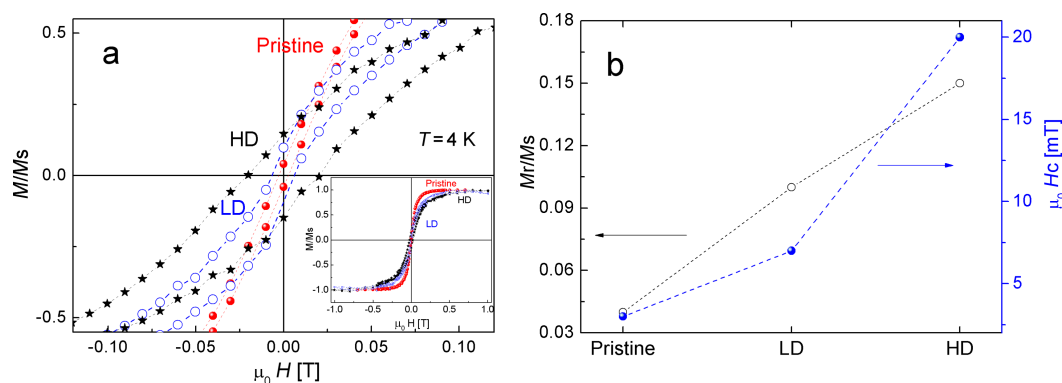 a
Pristine
HD
T = 4 K
LD
M/Ms
0.5
0.0
-0.5
-0.10
-0.05
0.00
0.05
0.10
μ0 H [T]
Pristine
HD
LD
M/Ms
1.0
0.5
0.0
-0.5
-1.0
-1.0
-0.5
0.0
0.5
1.0
μ0 H [T]
b
Mr/Ms
0.18
0.15
0.12
0.09
0.06
0.03
Pristine
LD
HD
20
15
10
5
μ0 Hc [mT]